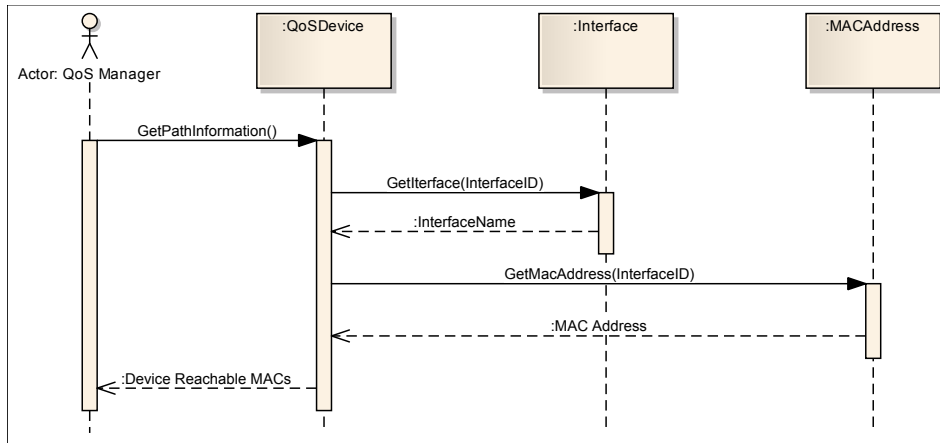 :QoSDevice
:Interface
:MACAddress
Actor: QoS Manager
GetPathInformation()
GetIterface(InterfaceID)
:InterfaceName
GetMacAddress(InterfaceID)
:MAC Address
:Device Reachable MACs